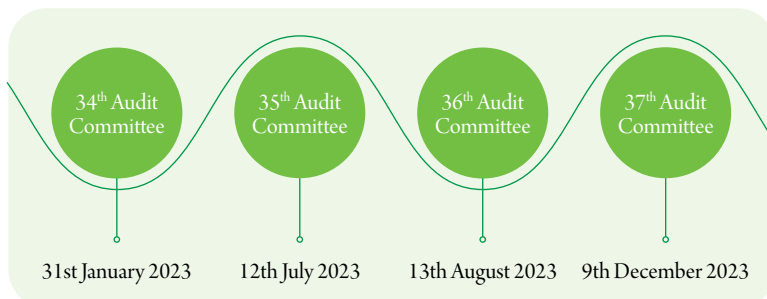 34th Audit
Committee
35th Audit
Committee
36th Audit
Committee
37th Audit
Committee
31st January 2023
12th July 2023
13th August 2023
9th December 2023